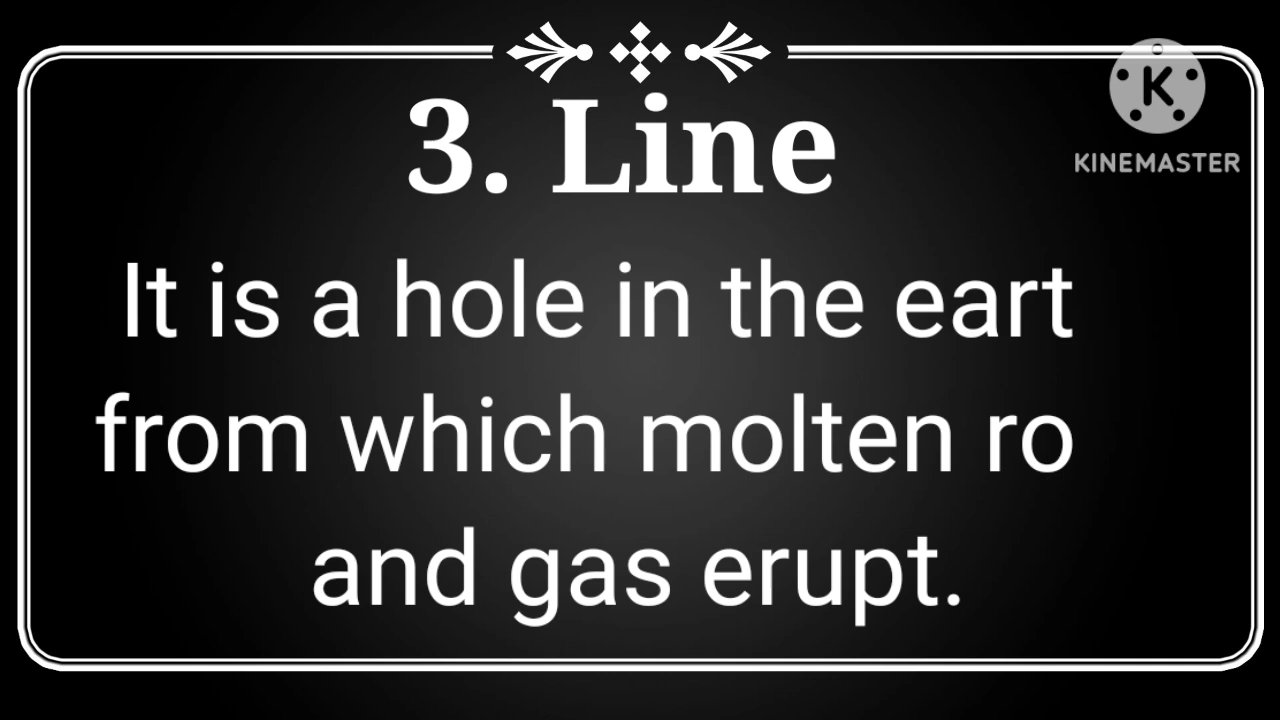 K
KINEMASTER
3. Line
It is a hole in the eart
from which molten ro
and gas erupt.